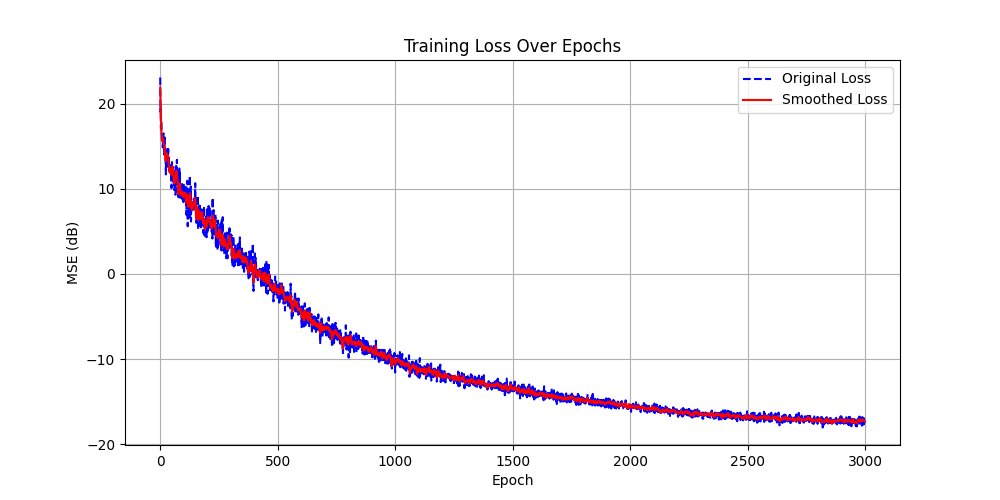 Training Loss Over Epochs
Original Loss
Smoothed Loss
MSE (dB)
20
10
0
−10
−20
0 500 1000 1500 2000 2500 3000
Epoch